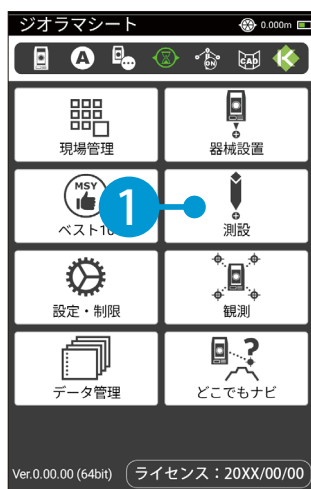 ジオラマシート 0.000m
A CAD
現場管理 器械設置
MSY
1
ベスト10 測設
設定・制限 観測
データ管理 どこでもナビ
Ver.0.00.00 (64bit) ライセンス：20XX/00/00